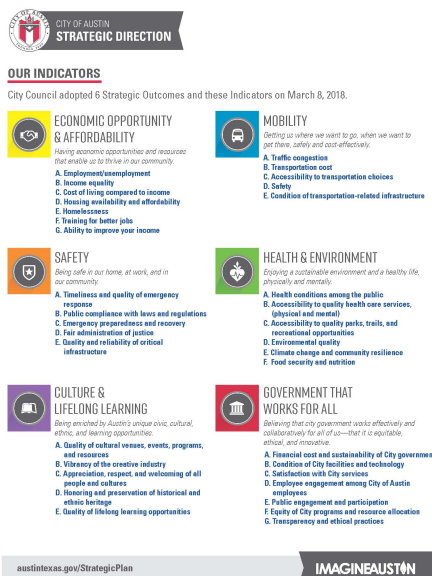 CITY OF AUSTIN
CITY OF AUSTIN
STRATEGIC DIRECTION
OUR INDICATORS
City Council adopted 6 Strategic Outcomes and these Indicators on March 8, 2018.
ECONOMIC OPPORTUNITY
& AFFORDABILITY
Having economic opportunities and resources
that enable us to thrive in our community.
A. Employment/unemployment
B. Income equality
C. Cost of living compared to income
D. Housing availability and affordability
E. Homelessness
F. Training for better jobs
G. Ability to improve your income
MOBILITY
Getting us where we want to go, when we want to
get there, safely and cost-effectively.
A. Traffic congestion
B. Transportation cost
C. Accessibility to transportation choices
D. Safety
E. Condition of transportation-related infrastructure
SAFETY
Being safe in our home, at work, and in
our community.
A. Timeliness and quality of emergency
response
B. Public compliance with laws and regulations
C. Emergency preparedness and recovery
D. Fair administration of justice
E. Quality and reliability of critical
infrastructure
HEALTH & ENVIRONMENT
Enjoying a sustainable environment and a healthy life,
physically and mentally.
A. Health conditions among the public
B. Accessibility to quality health care services,
(physical and mental)
C. Accessibility to quality parks, trails, and
recreational opportunities
D. Environmental quality
E. Climate change and community resilience
F. Food security and nutrition
CULTURE &
LIFELONG LEARNING
Being enriched by Austin's unique civic, cultural,
ethnic, and learning opportunities.
A. Quality of cultural venues, events, programs,
and resources
B. Vibrancy of the creative industry
C. Appreciation, respect, and welcoming of all
people and cultures
D. Honoring and preservation of historical and
ethnic heritage
E. Quality of lifelong learning opportunities
GOVERNMENT THAT
WORKS FOR ALL
Believing that city government works effectively and
collaboratively for all of us—that it is equitable,
ethical, and innovative.
A. Financial cost and sustainability of City governmen
B. Condition of City facilities and technology
C. Satisfaction with City services
D. Employee engagement among City of Austin
employees
E. Public engagement and participation
F. Equity of City programs and resource allocation
G. Transparency and ethical practices
austintexas.gov/StrategicPlan
IMAGINEAUSTIN